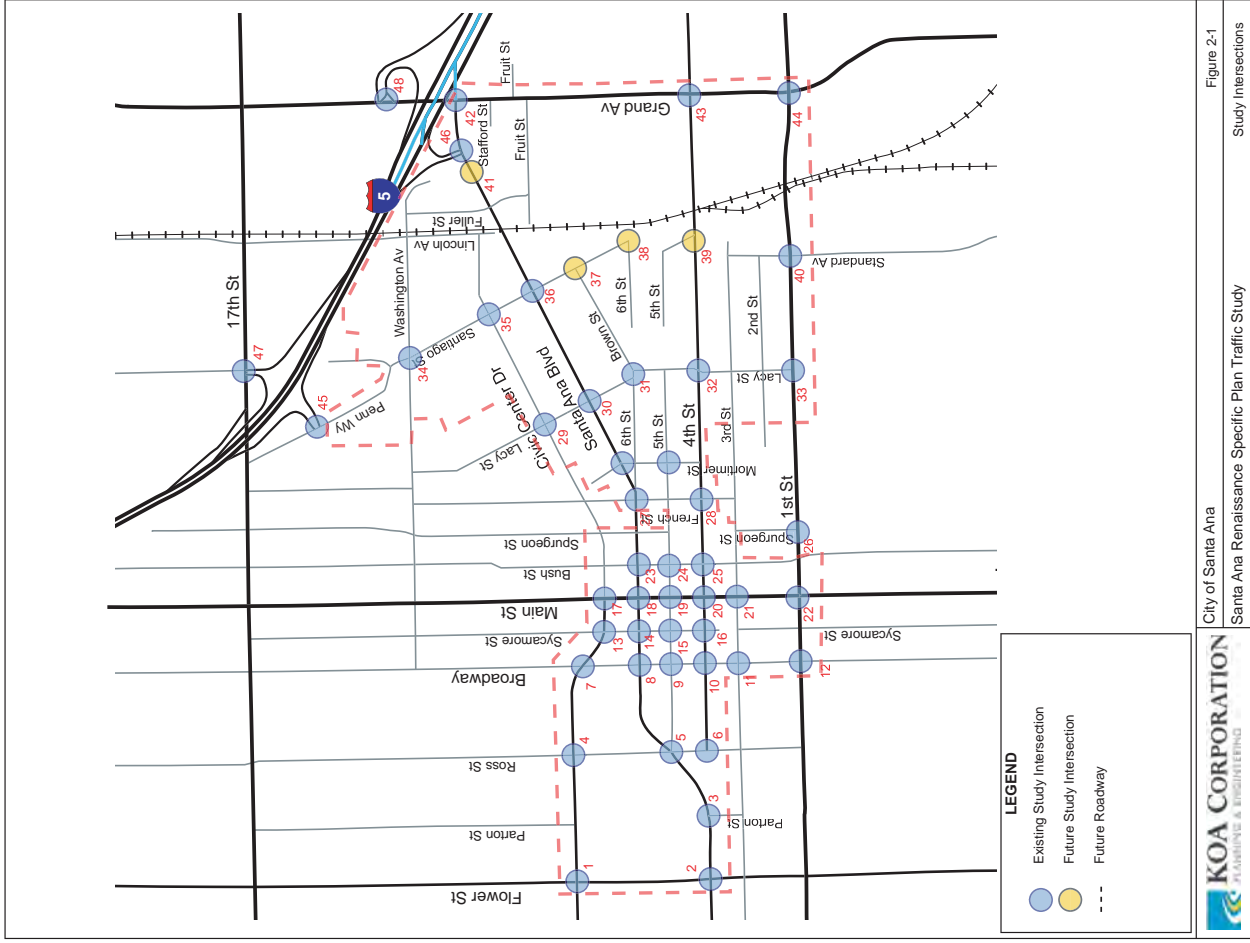 17th St
47
48
Fruit St
42
46
Stafford St
41
Fruit St
Grand Av
5
Fuller St
Lincoln Av
Washington Av
Santiago St
34
35
36
37
38
39
43
44
45
Penn Wy
Civic Center Dr
Santa Ana Blvd
Brown St
6th St
5th St
2nd St
Standard Av
40
Lacy St
29
30
31
32
Lacy St
33
6th St
5th St
4th St
3rd St
1st St
Mortimer St
27
French St
28
Spurgeon St
Spurgeon St
26
Bush St
23
24
25
Main St
17
18
19
20
21
22
Sycamore St
13
14
15
16
Sycamore St
Broadway
7
8
9
10
11
12
Ross St
4
5
6
Parton St
3
Parton St
Flower St
1
2
LEGEND
Existing Study Intersection
Future Study Intersection
Future Roadway
KOA CORPORATION
PLANNING & ENGINEERING
City of Santa Ana
Figure 2-1
Santa Ana Renaissance Specific Plan Traffic Study
Study Intersections